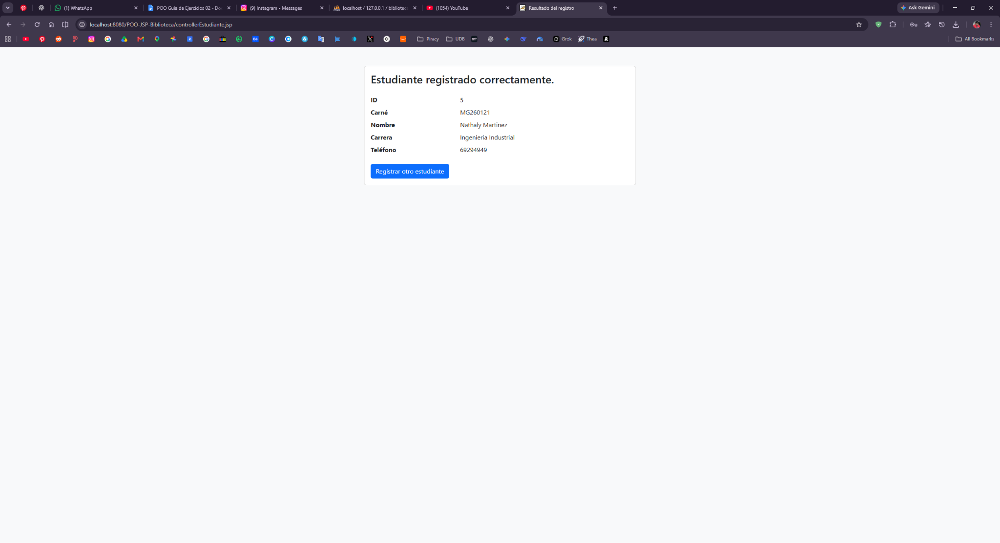 (1) WhatsApp
POO Guia de Ejercicios 02 - Do
(9) Instagram • Messages
localhost / 127.0.0.1 / bibliotec
(1054) YouTube
Resultado del registro
Ask Gemini
localhost:8080/POO-JSP-Biblioteca/controllerEstudiante.jsp
Piracy
UDB
mt
Grok
Thea
All Bookmarks
Estudiante registrado correctamente.
ID 5
Carné MG260121
Nombre Nathaly Martinez
Carrera Ingenieria Industrial
Teléfono 69294949
Registrar otro estudiante